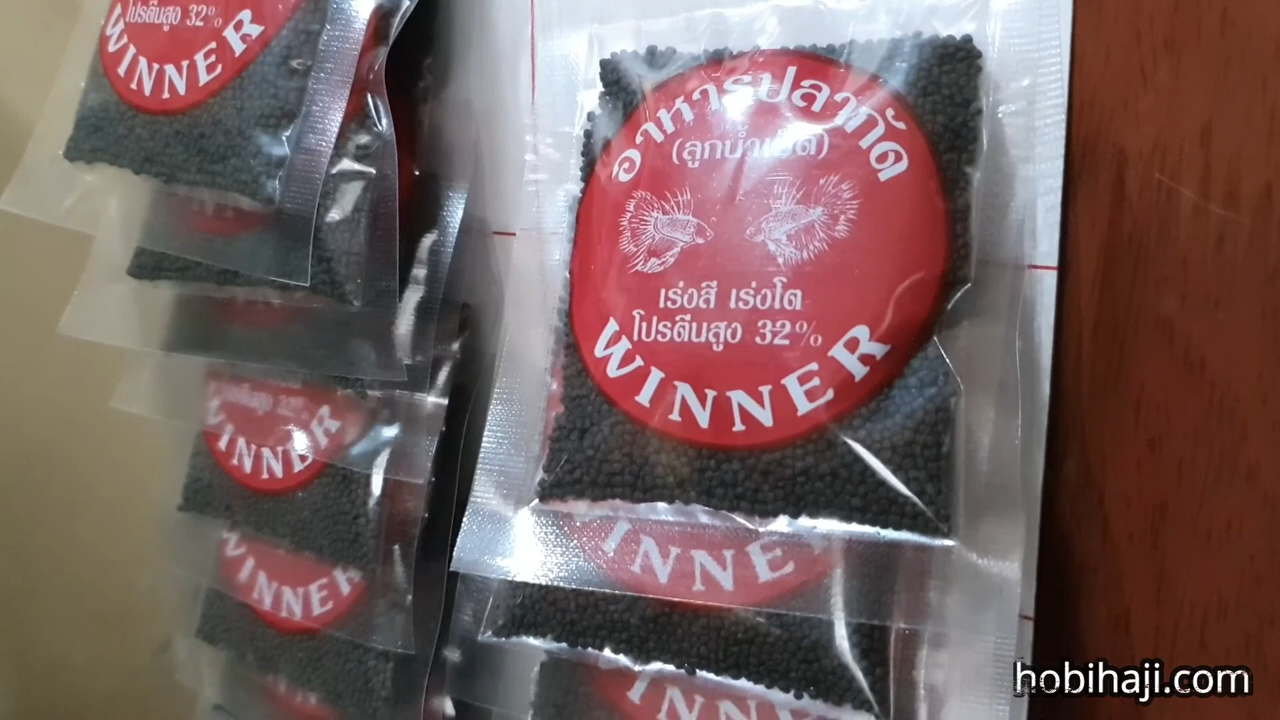 โปรตีนสูง 32%
WINNER
อาหารปลากัด
(ลูกน้ำเม็ด)
เร่งสี เร่งโต
โปรตีนสูง 32%
WINNER
WINNER
WINNER
INNER
INNE
hobihaji.com